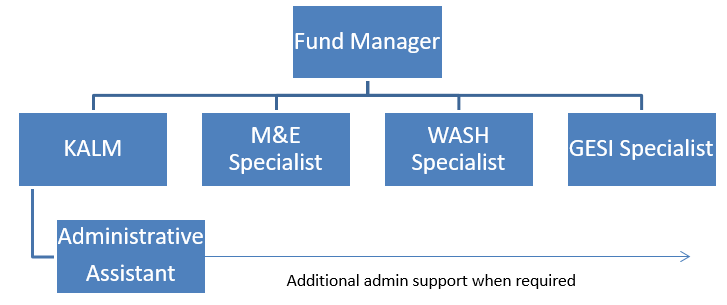 Fund Manager
KALM
M&E
Specialist
WASH
Specialist
GESI Specialist
Administrative
Assistant
Additional admin support when required